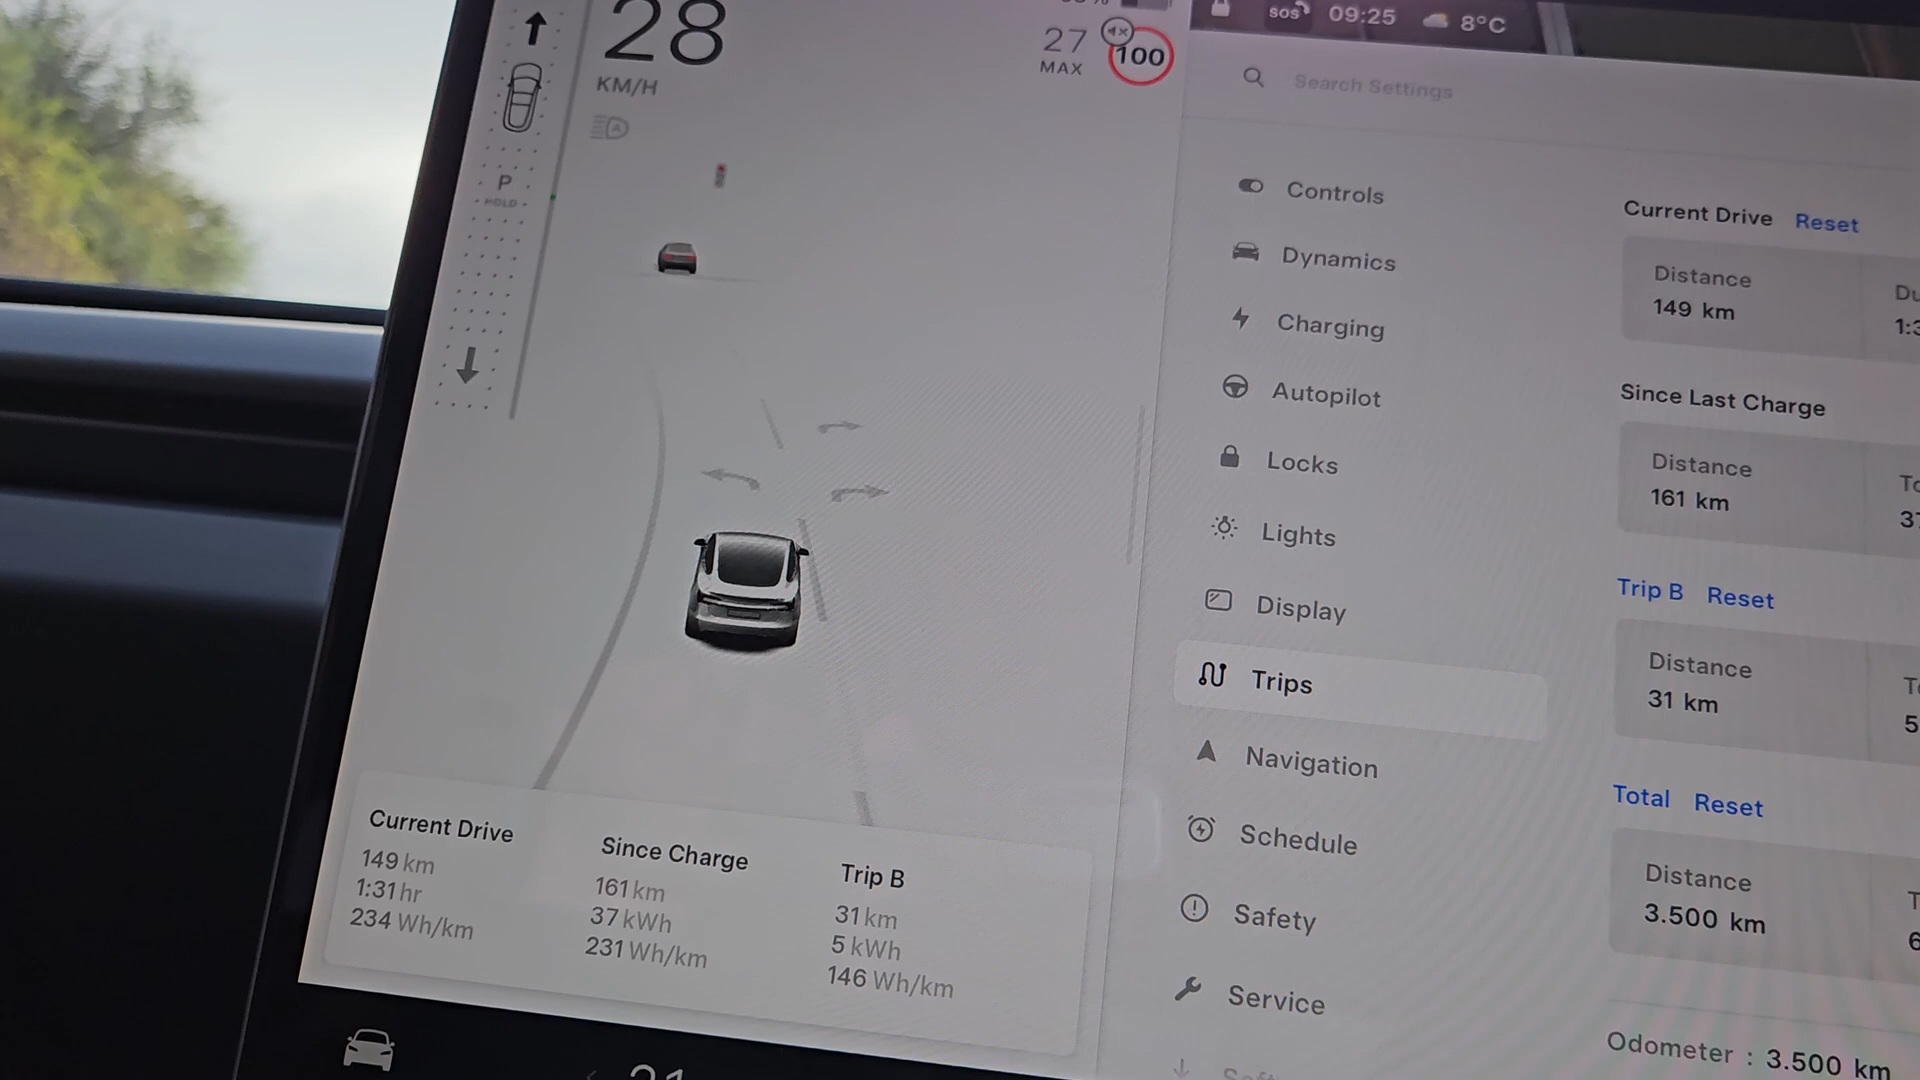 28
KM/H
P
HOLD
27
MAX
100
SOS 09:25 8°C
Search Settings
Controls
Dynamics
Charging
Autopilot
Locks
Lights
Display
Trips
Navigation
Schedule
Safety
Service
Current Drive Reset
Distance
149 km
Since Last Charge
Distance
161 km
Trip B Reset
Distance
31 km
Total Reset
Distance
3.500 km
Odometer : 3.500 km
Current Drive
149 km
1:31 hr
234 Wh/km
Since Charge
161 km
37 kWh
231 Wh/km
Trip B
31 km
5 kWh
146 Wh/km